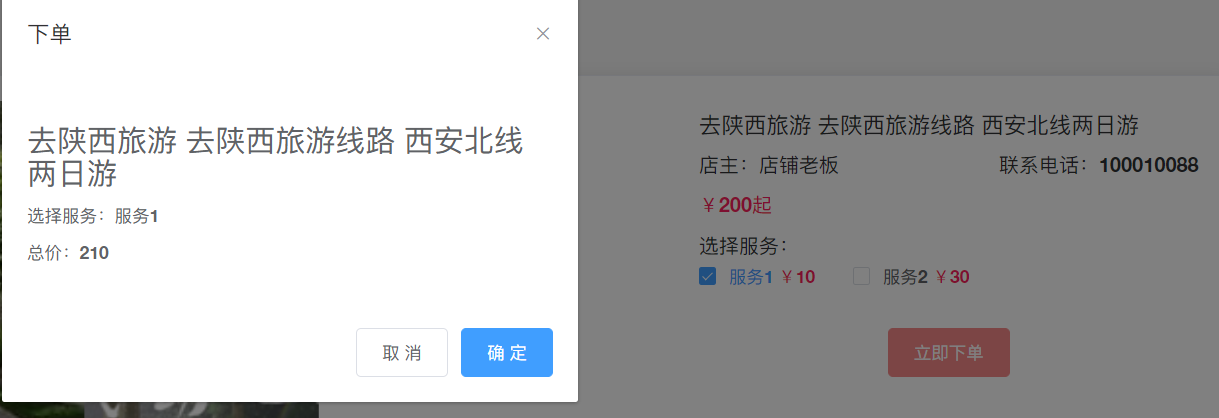 下单
去陕西旅游 去陕西旅游线路 西安北线
两日游
选择服务：服务1
总价：210
取 消
确 定
去陕西旅游 去陕西旅游线路 西安北线两日游
店主：店铺老板 联系电话：100010088
￥200起
选择服务：
服务1 ￥10 服务2 ￥30
立即下单